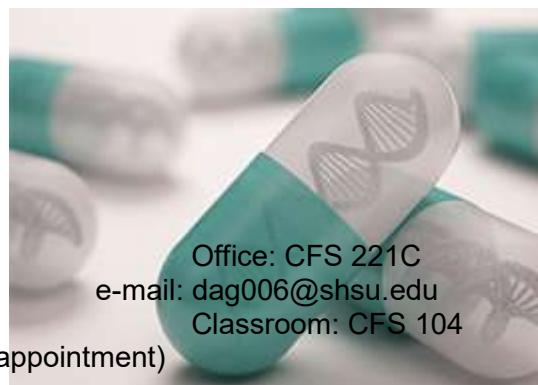 Office: CFS 221C
e-mail: dag006@shsu.edu
Classroom: CFS 104
appointment)